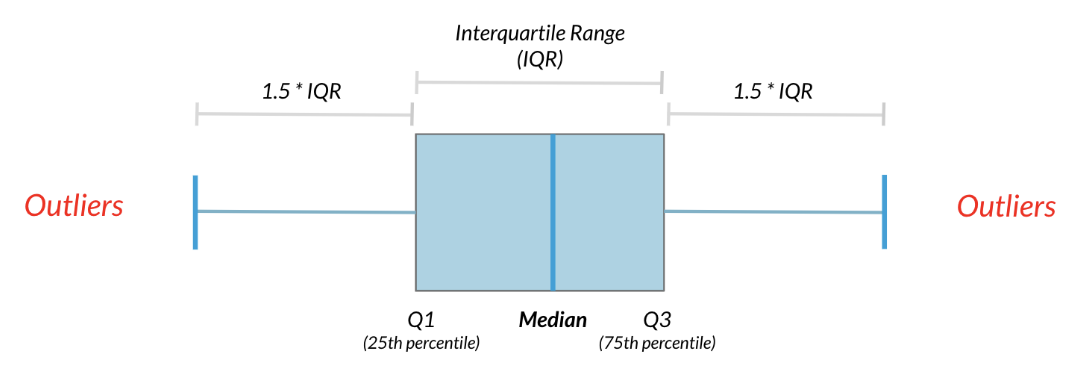 Interquartile Range
(IQR)
1.5 * IQR
1.5 * IQR
Outliers
Outliers
Q1
(25th percentile)
Median
Q3
(75th percentile)